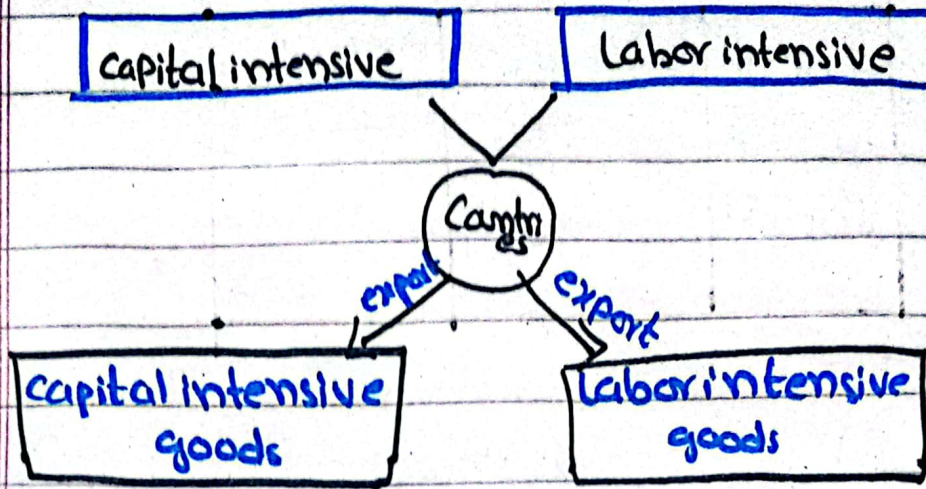 capital intensive
Labor intensive
Countri
es
export
export
capital intensive
goods
labor intensive
goods